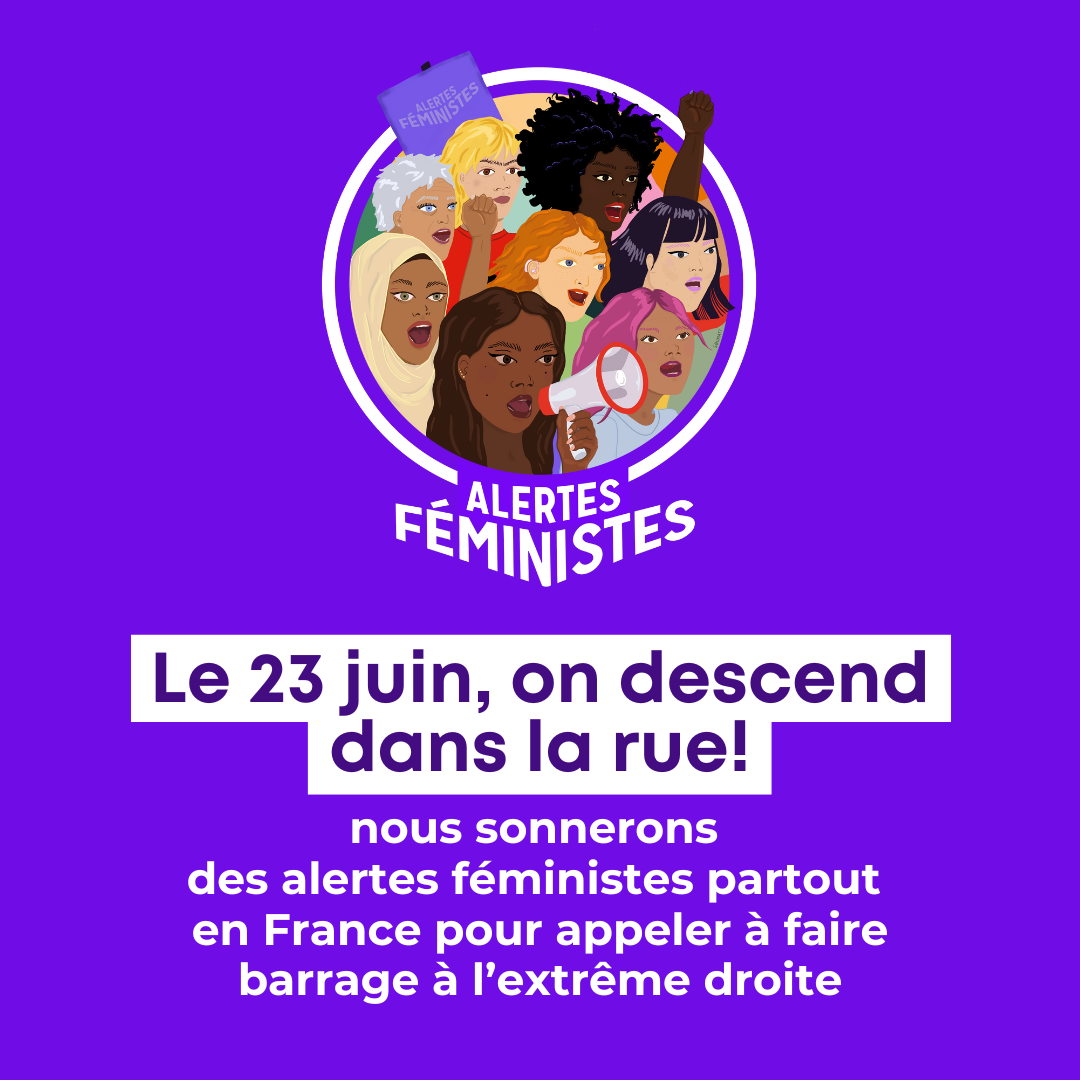 ALERTES
FÉMINISTES
ALERTES
FÉMINISTES
Le 23 juin, on descend
dans la rue!
nous sonnerons
des alertes féministes partout
en France pour appeler à faire
barrage à l’extrême droite